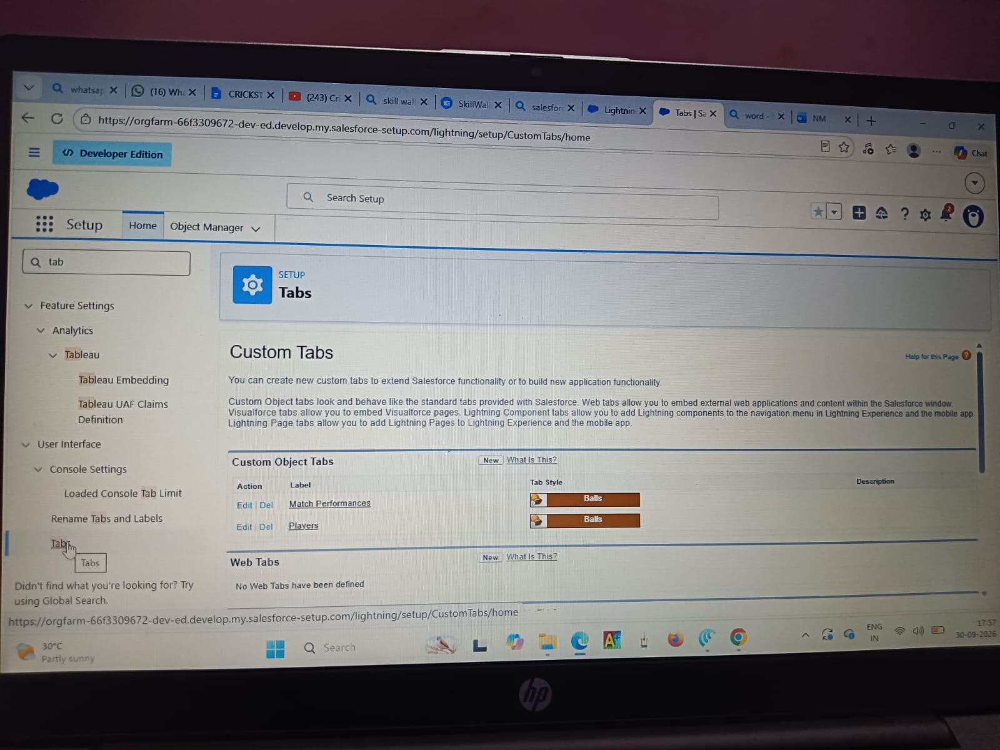 whatsap
(16) Wh
CRICKST
(243) Cri
skill wal
SkillWal
salesforc
Lightnin
Tabs | Sa
word -
NM
https://orgfarm-66f3309672-dev-ed.develop.my.salesforce-setup.com/lightning/setup/CustomTabs/home
Chat
Developer Edition
Search Setup
2
Setup
Home
Object Manager
tab
SETUP
Tabs
Feature Settings
Analytics
Tableau
Tableau Embedding
Tableau UAF Claims
Definition
User Interface
Console Settings
Loaded Console Tab Limit
Rename Tabs and Labels
Tab
Tabs
Didn't find what you're looking for? Try
using Global Search.
Custom Tabs
Help for this Page ?
You can create new custom tabs to extend Salesforce functionality or to build new application functionality.
Custom Object tabs look and behave like the standard tabs provided with Salesforce. Web tabs allow you to embed external web applications and content within the Salesforce window.
Visualforce tabs allow you to embed Visualforce pages. Lightning Component tabs allow you to add Lightning components to the navigation menu in Lightning Experience and the mobile app.
Lightning Page tabs allow you to add Lightning Pages to Lightning Experience and the mobile app.
Custom Object Tabs New What Is This?
Action Label Tab Style Description
Edit | Del Match Performances Balls
Edit | Del Players Balls
Web Tabs New What Is This?
No Web Tabs have been defined
https://orgfarm-66f3309672-dev-ed.develop.my.salesforce-setup.com/lightning/setup/CustomTabs/home
30°C
Partly sunny
Search
ENG
IN
17:57
30-09-2026
hp